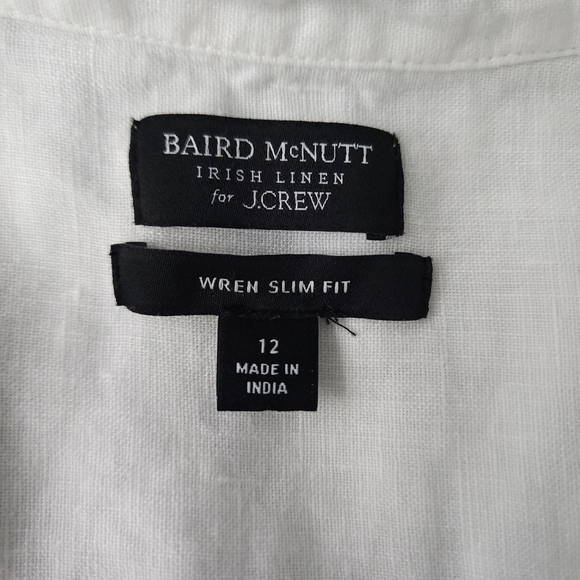 BAIRD McNUTT
IRISH LINEN
for J.CREW
WREN SLIM FIT
12
MADE IN
INDIA